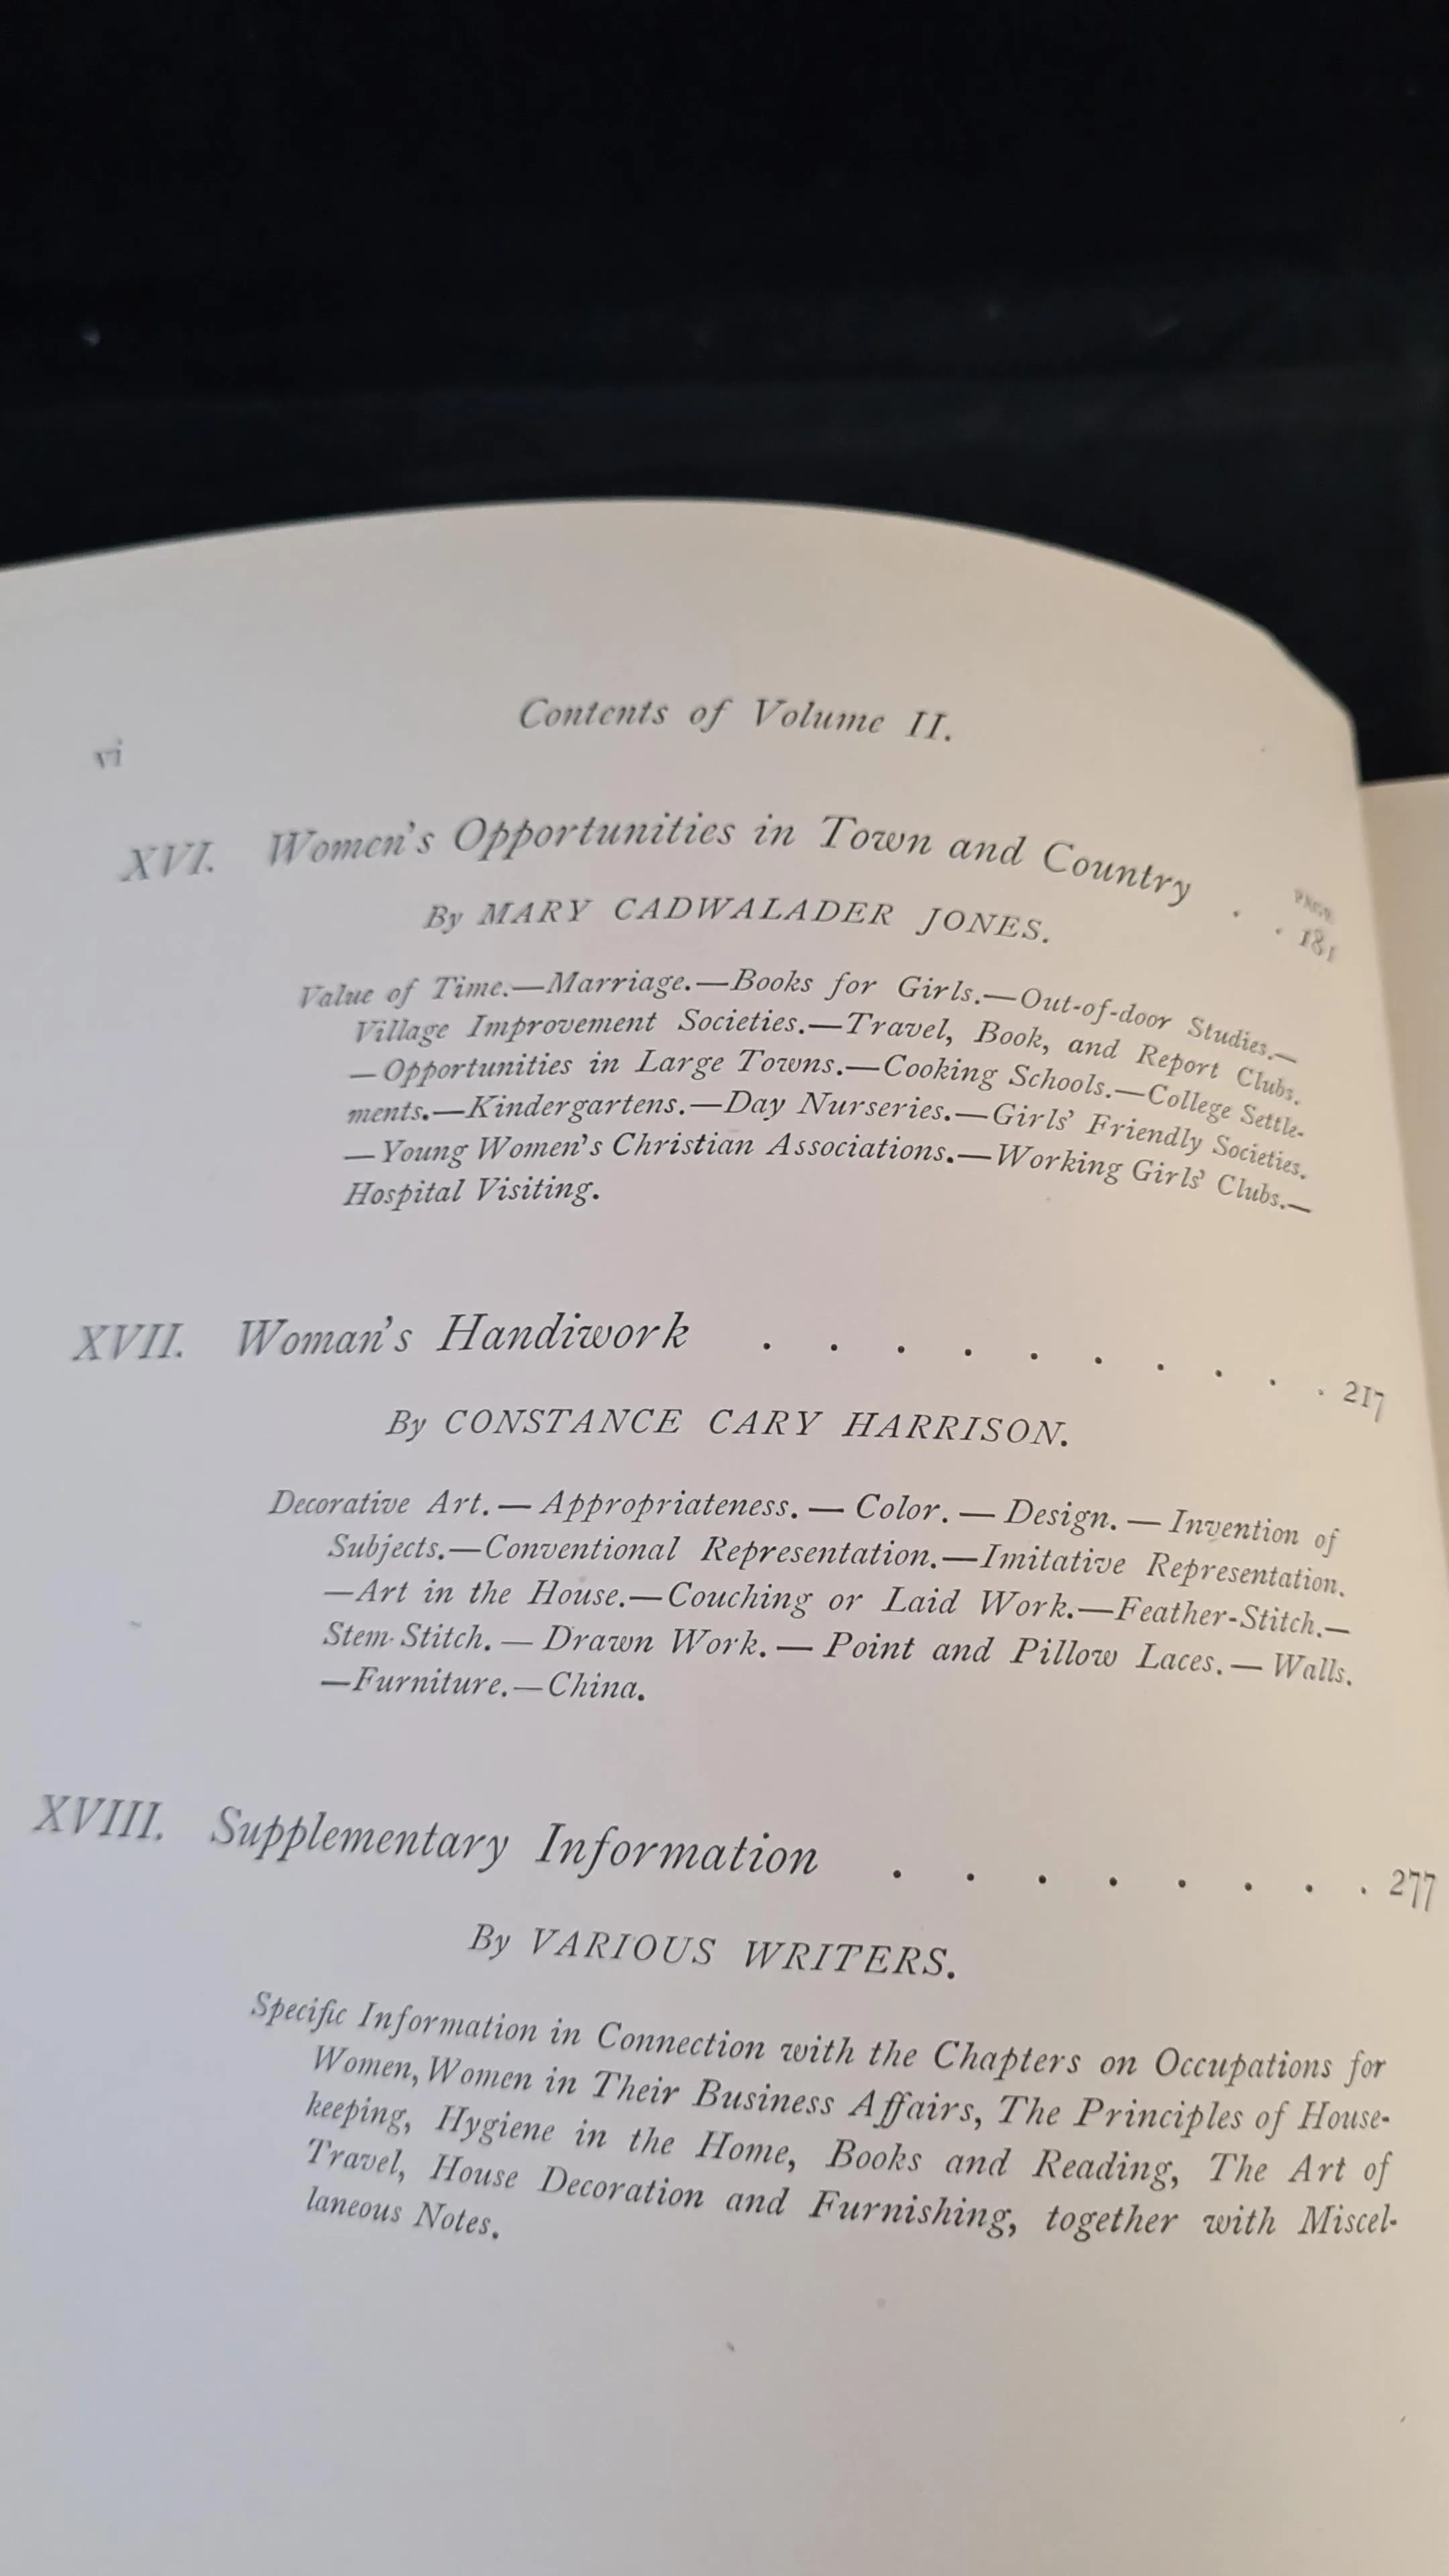 Contents of Volume II.
vi
PAGE
XVI. Women's Opportunities in Town and Country . . 181
By MARY CADWALADER JONES.
Value of Time.—Marriage.—Books for Girls.—Out-of-door Studies.—
Village Improvement Societies.—Travel, Book, and Report Clubs.
—Opportunities in Large Towns.—Cooking Schools.—College Settle-
ments.—Kindergartens.—Day Nurseries.—Girls' Friendly Societies.
—Young Women's Christian Associations.—Working Girls' Clubs.—
Hospital Visiting.
XVII. Woman's Handiwork . . . . . . . . . . 217
By CONSTANCE CARY HARRISON.
Decorative Art.—Appropriateness.—Color.—Design.—Invention of
Subjects.—Conventional Representation.—Imitative Representation.
—Art in the House.—Couching or Laid Work.—Feather-Stitch.—
Stem-Stitch.—Drawn Work.—Point and Pillow Laces.—Walls.
—Furniture.—China.
XVIII. Supplementary Information . . . . . . . . 277
By VARIOUS WRITERS.
Specific Information in Connection with the Chapters on Occupations for
Women, Women in Their Business Affairs, The Principles of House-
keeping, Hygiene in the Home, Books and Reading, The Art of
Travel, House Decoration and Furnishing, together with Miscel-
laneous Notes.